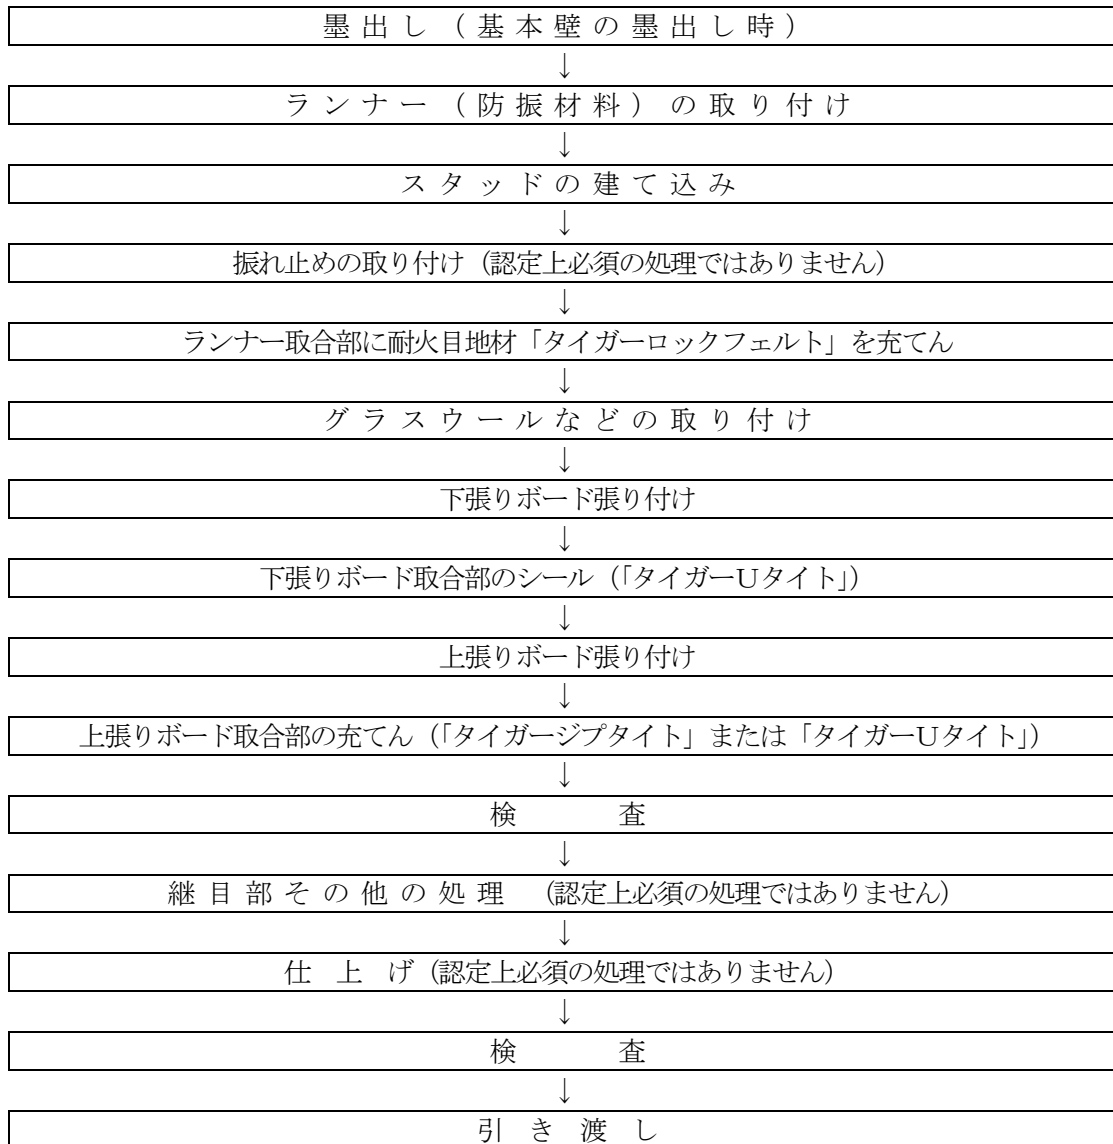 墨出し（基本壁の墨出し時）
↓
ランナー（防振材料）の取り付け
↓
スタッドの建て込み
↓
振れ止めの取り付け（認定上必須の処理ではありません）
↓
ランナー取合部に耐火目地材「タイガーロックフェルト」を充てん
↓
グラスウールなどの取り付け
↓
下張りボード張り付け
↓
下張りボード取合部のシール（「タイガーＵタイト」）
↓
上張りボード張り付け
↓
上張りボード取合部の充てん（「タイガージプタイト」または「タイガーＵタイト」）
↓
検　　査
↓
継目部その他の処理　（認定上必須の処理ではありません）
↓
仕　上　げ（認定上必須の処理ではありません）
↓
検　　査
↓
引き渡し